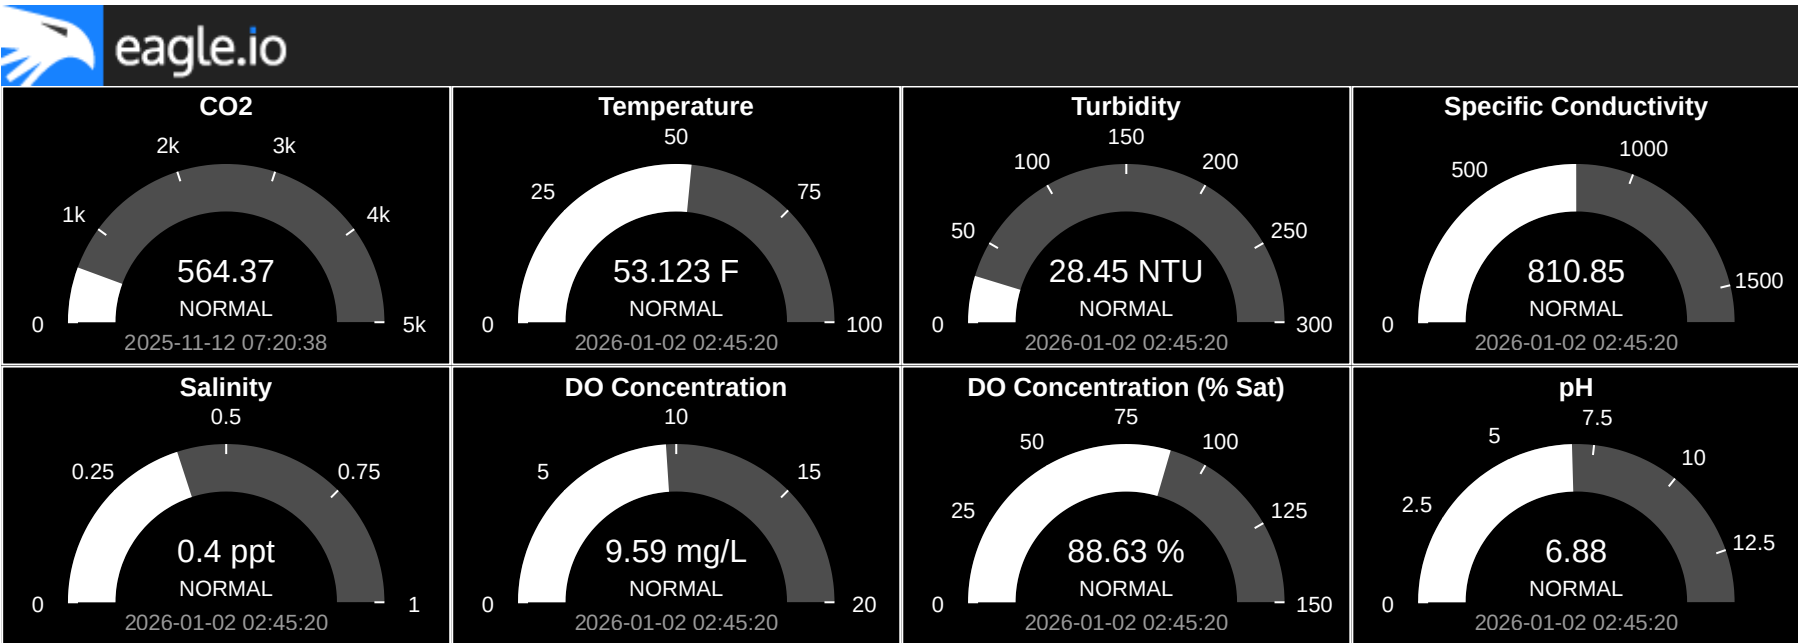 eagle.io
CO2
0
1k
2k
3k
4k
5k
564.37
NORMAL
2025-11-12 07:20:38
Temperature
0
25
50
75
100
53.123 F
NORMAL
2026-01-02 02:45:20
Turbidity
0
50
100
150
200
250
300
28.45 NTU
NORMAL
2026-01-02 02:45:20
Specific Conductivity
0
500
1000
1500
810.85
NORMAL
2026-01-02 02:45:20
Salinity
0
0.25
0.5
0.75
1
0.4 ppt
NORMAL
2026-01-02 02:45:20
DO Concentration
0
5
10
15
20
9.59 mg/L
NORMAL
2026-01-02 02:45:20
DO Concentration (% Sat)
0
25
50
75
100
125
150
88.63 %
NORMAL
2026-01-02 02:45:20
pH
0
2.5
5
7.5
10
12.5
6.88
NORMAL
2026-01-02 02:45:20